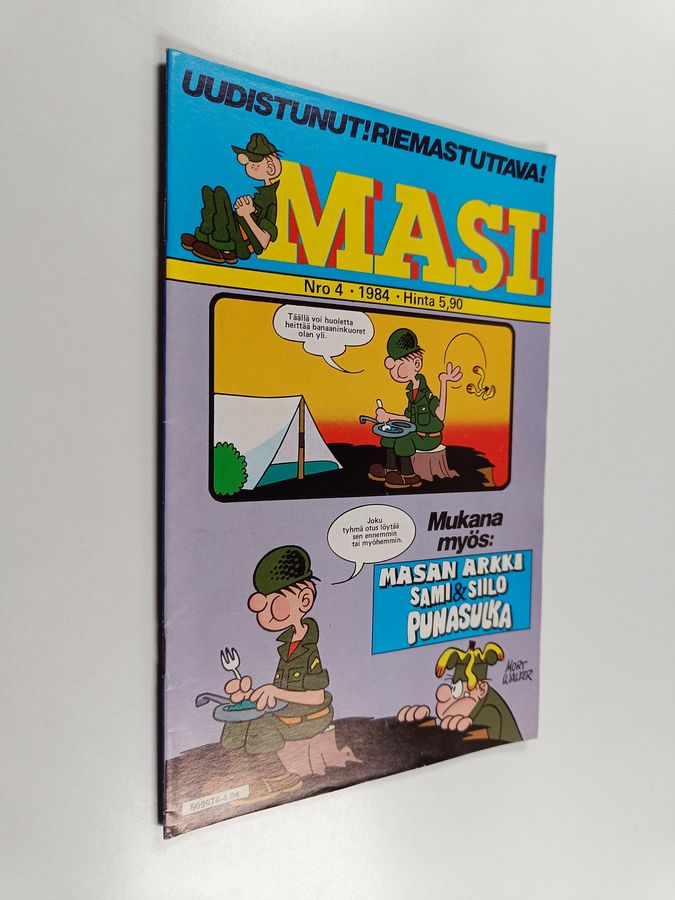 UUDISTUNUT! RIEMASTUTTAVA!
MASI
Nro 4 · 1984 · Hinta 5,90
Täällä voi huoletta
heittää banaaninkuoret
olan yli.
Joku
tyhmä otus löytää
sen ennemmin
tai myöhemmin.
Mukana
myös:
MASAN ARKKI
SAMI & SIILO
PUNASULKA
MORT
WALKER